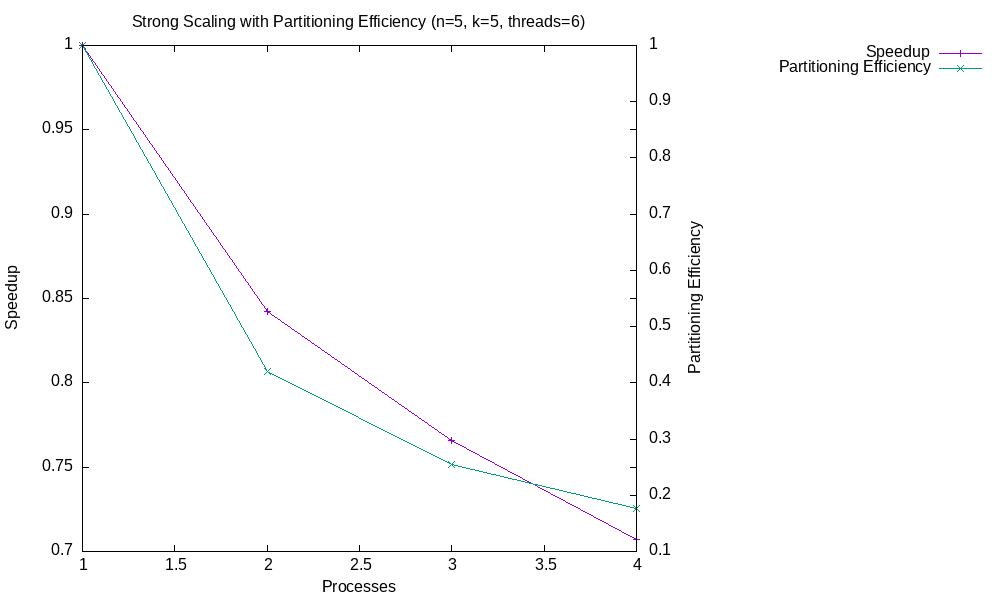 Strong Scaling with Partitioning Efficiency (n=5, k=5, threads=6)
Speedup
Partitioning Efficiency
1
0.95
0.9
0.85
0.8
0.75
0.7
Speedup
1
0.9
0.8
0.7
0.6
0.5
0.4
0.3
0.2
0.1
Partitioning Efficiency
1 1.5 2 2.5 3 3.5 4
Processes